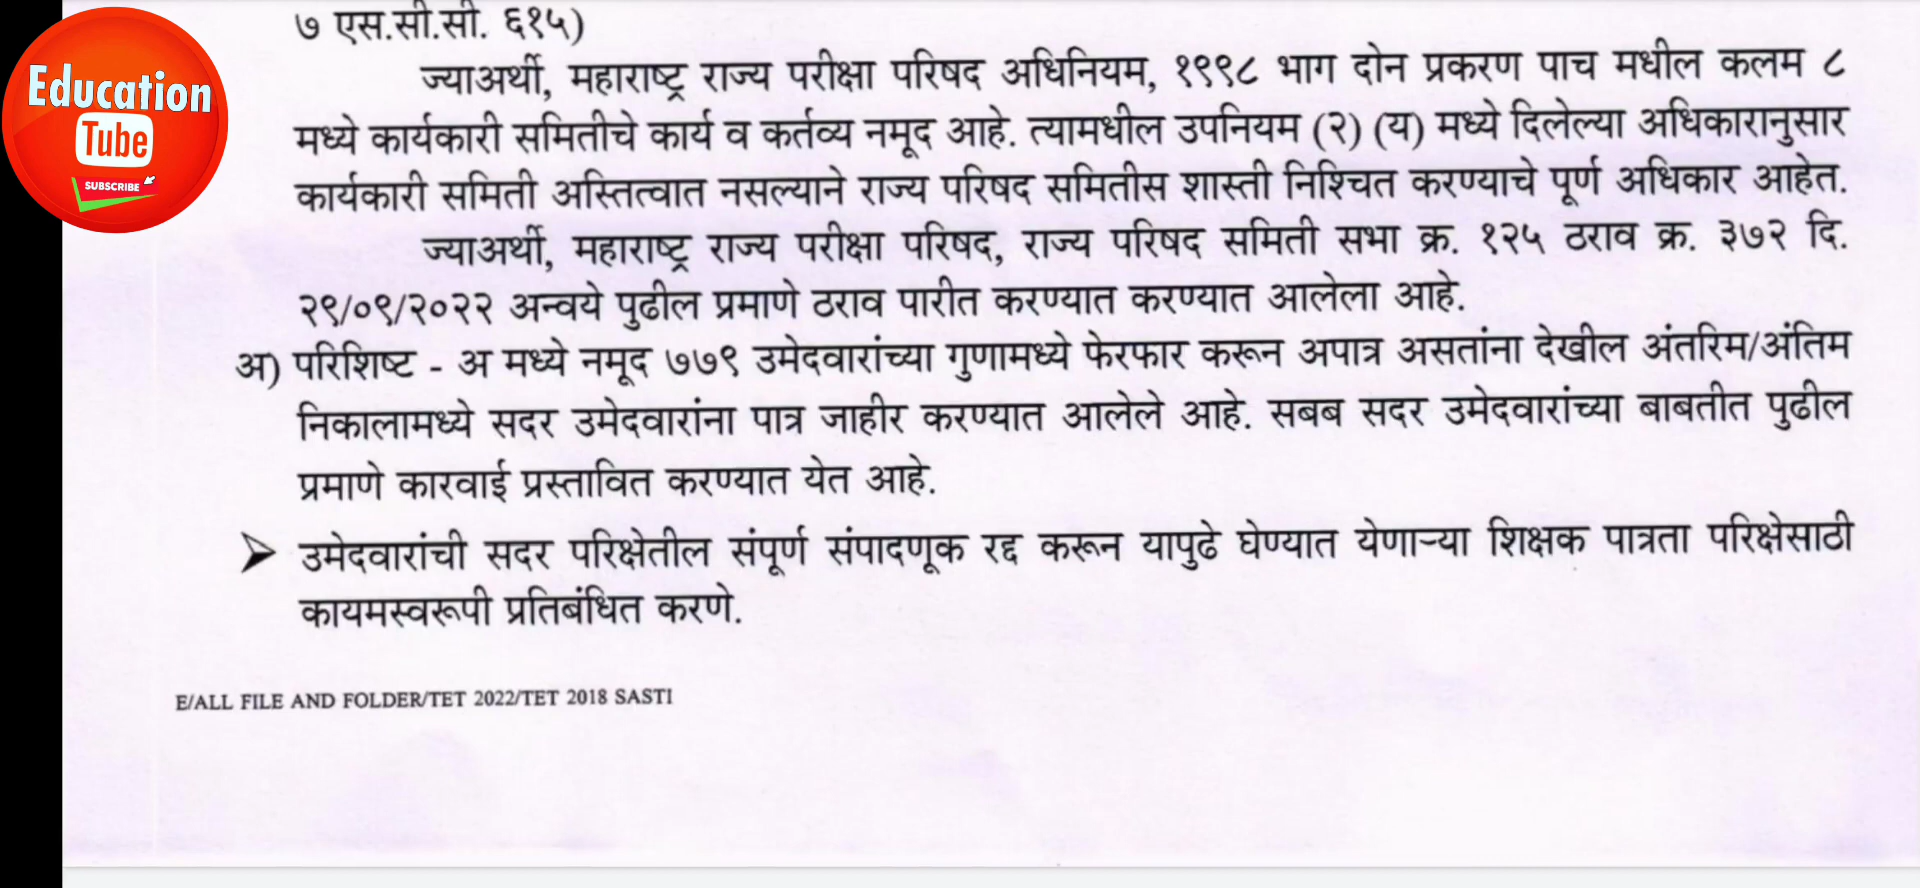 ७ एस.सी.सी. ६१५)
ज्याअर्थी, महाराष्ट्र राज्य परीक्षा परिषद अधिनियम, १९९८ भाग दोन प्रकरण पाच मधील कलम ८
मध्ये कार्यकारी समितीचे कार्य व कर्तव्य नमूद आहे. त्यामधील उपनियम (२) (य) मध्ये दिलेल्या अधिकारानुसार
कार्यकारी समिती अस्तित्वात नसल्याने राज्य परिषद समितीस शास्ती निश्चित करण्याचे पूर्ण अधिकार आहेत.
ज्याअर्थी, महाराष्ट्र राज्य परीक्षा परिषद, राज्य परिषद समिती सभा क्र. १२५ ठराव क्र. ३७२ दि.
२९/०९/२०२२ अन्वये पुढील प्रमाणे ठराव पारीत करण्यात करण्यात आलेला आहे.
अ) परिशिष्ट - अ मध्ये नमूद ७७९ उमेदवारांच्या गुणामध्ये फेरफार करून अपात्र असतांना देखील अंतरिम/अंतिम
निकालामध्ये सदर उमेदवारांना पात्र जाहीर करण्यात आलेले आहे. सबब सदर उमेदवारांच्या बाबतीत पुढील
प्रमाणे कारवाई प्रस्तावित करण्यात येत आहे.
➢ उमेदवारांची सदर परिक्षेतील संपूर्ण संपादणूक रद्द करून यापुढे घेण्यात येणाऱ्या शिक्षक पात्रता परिक्षेसाठी
कायमस्वरूपी प्रतिबंधित करणे.
E/ALL FILE AND FOLDER/TET 2022/TET 2018 SASTI
Education
Tube
SUBSCRIBE